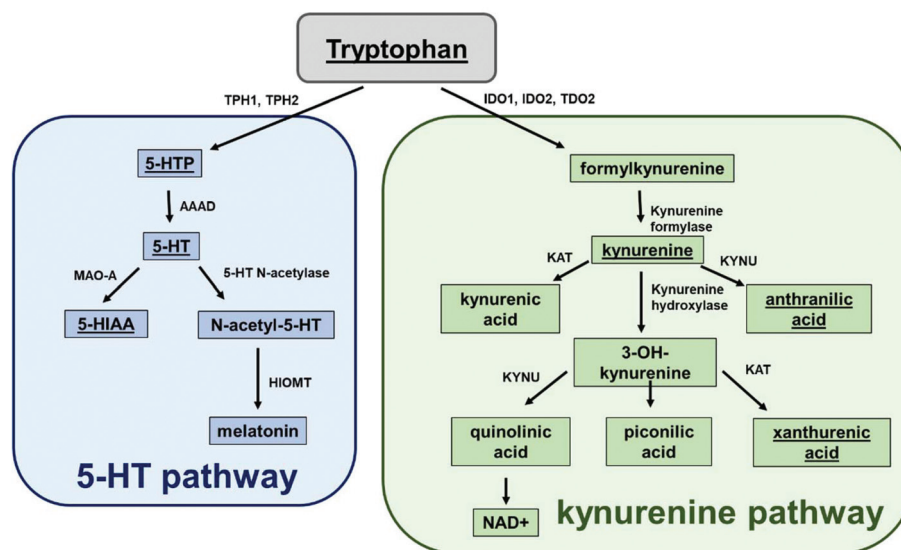 Tryptophan
TPH1, TPH2
IDO1, IDO2, TDO2
5-HTP
AAAD
5-HT
MAO-A
5-HT N-acetylase
5-HIAA
N-acetyl-5-HT
HIOMT
melatonin
5-HT pathway
formylkynurenine
Kynurenine
formylase
kynurenine
KAT
KYNU
Kynurenine
hydroxylase
kynurenic
acid
anthranilic
acid
3-OH-
kynurenine
KYNU
KAT
quinolinic
acid
piconilic
acid
xanthurenic
acid
NAD+
kynurenine pathway